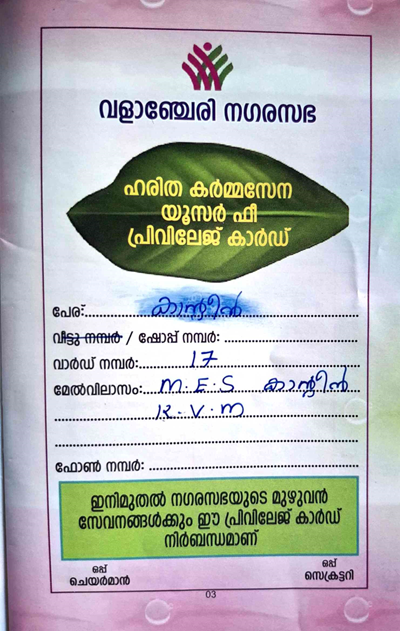 വളാഞ്ചേരി നഗരസഭ
ഹരിത കർമ്മസേന
യൂസർ ഫീ
പ്രിവിലേജ് കാർഡ്
പേര്:.....കാന്റീൻ.....
വീട്ടു നമ്പർ / ഷോപ്പ് നമ്പർ: .....
വാർഡ് നമ്പർ:.....17.....
മേൽവിലാസം:.....M.E.S കാന്റീൻ
K.V.M
ഫോൺ നമ്പർ: .....
ഇനിമുതൽ നഗരസഭയുടെ മുഴുവൻ
സേവനങ്ങൾക്കും ഈ പ്രിവിലേജ് കാർഡ്
നിർബന്ധമാണ്
ഒപ്പ് ഒപ്പ്
ചെയർമാൻ സെക്രട്ടറി
03